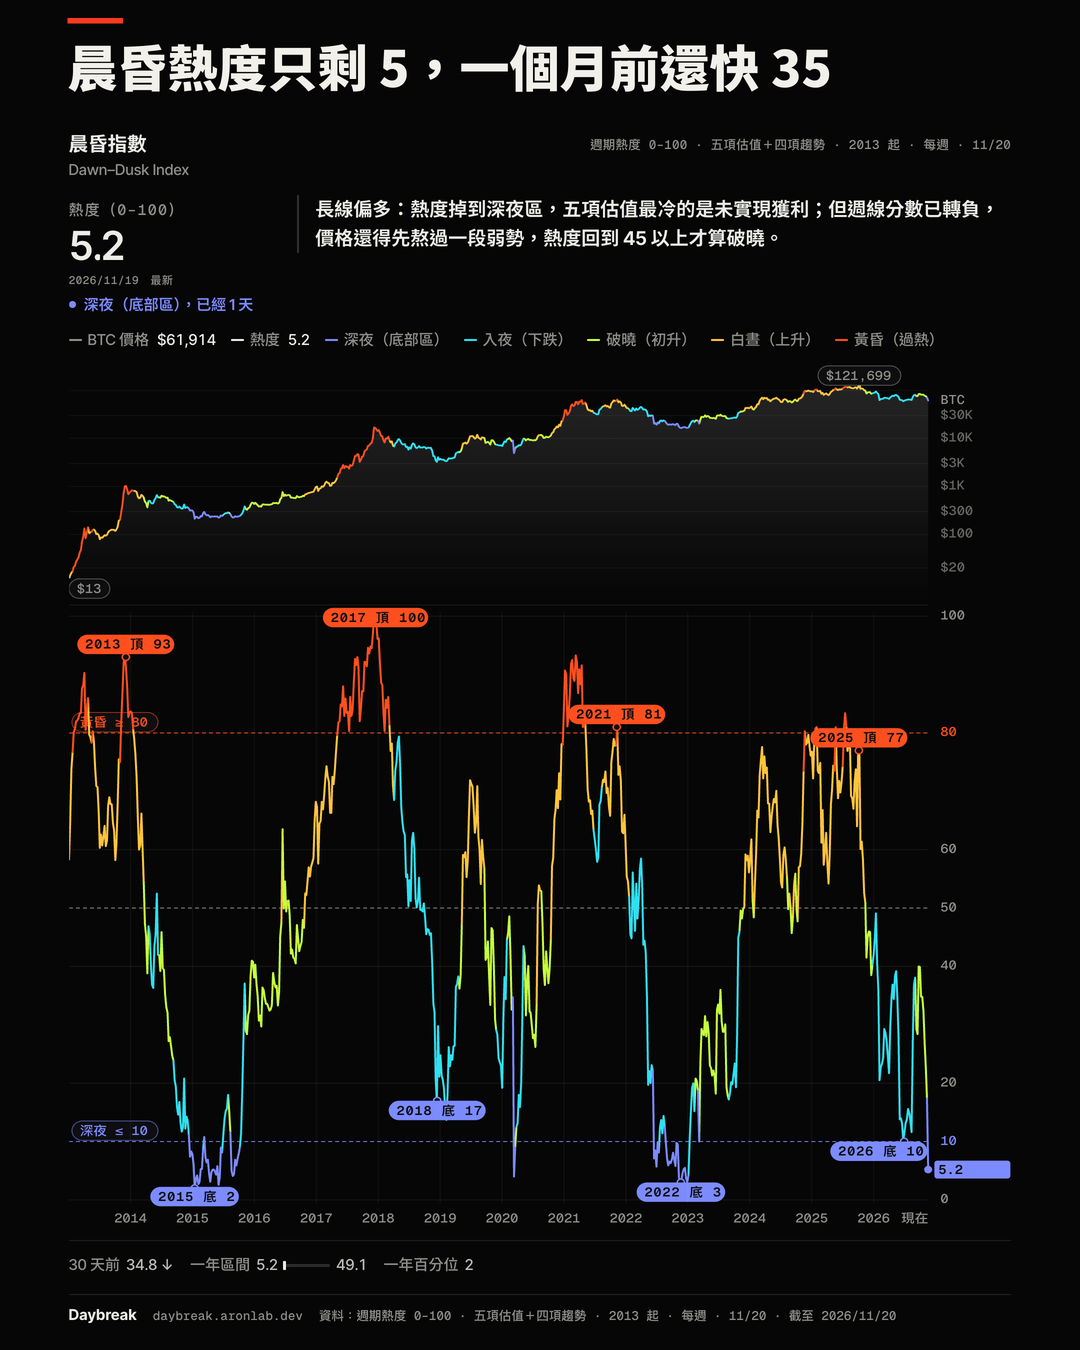 晨昏熱度只剩 5，一個月前還快 35
晨昏指數
週期熱度 0–100 · 五項估值＋四項趨勢 · 2013 起 · 每週 · 11/20
Dawn–Dusk Index
熱度 (0–100)
5.2
2026/11/19 最新
深夜（底部區），已經 1 天
長線偏多：熱度掉到深夜區，五項估值最冷的是未實現獲利；但週線分數已轉負，
價格還得先熬過一段弱勢，熱度回到 45 以上才算破曉。
BTC 價格 $61,914 熱度 5.2 深夜（底部區） 入夜（下跌） 破曉（初升） 白晝（上升） 黃昏（過熱）
$121,699
BTC
$30K
$10K
$3K
$1K
$300
$100
$20
$13
100
2017 頂 100
2013 頂 93
黃昏 ≥ 80
2021 頂 81
2025 頂 77
80
60
50
40
20
2018 底 17
深夜 ≤ 10
10
2026 底 10
5.2
2015 底 2
2022 底 3
0
2014 2015 2016 2017 2018 2019 2020 2021 2022 2023 2024 2025 2026 現在
30 天前 34.8 ↓ 一年區間 5.2 49.1 一年百分位 2
Daybreak daybreak.aronlab.dev 資料：週期熱度 0–100 · 五項估值＋四項趨勢 · 2013 起 · 每週 · 11/20 · 截至 2026/11/20